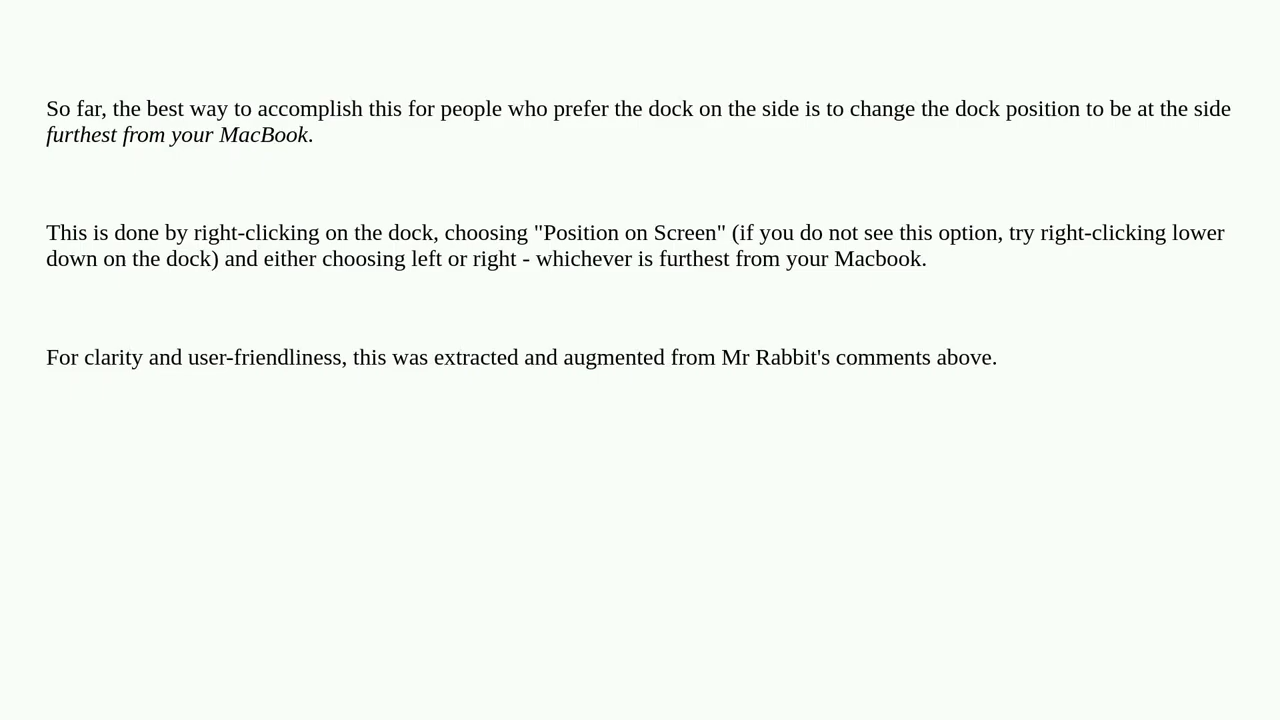 So far, the best way to accomplish this for people who prefer the dock on the side is to change the dock position to be at the side
furthest from your MacBook.
This is done by right-clicking on the dock, choosing "Position on Screen" (if you do not see this option, try right-clicking lower
down on the dock) and either choosing left or right - whichever is furthest from your Macbook.
For clarity and user-friendliness, this was extracted and augmented from Mr Rabbit's comments above.